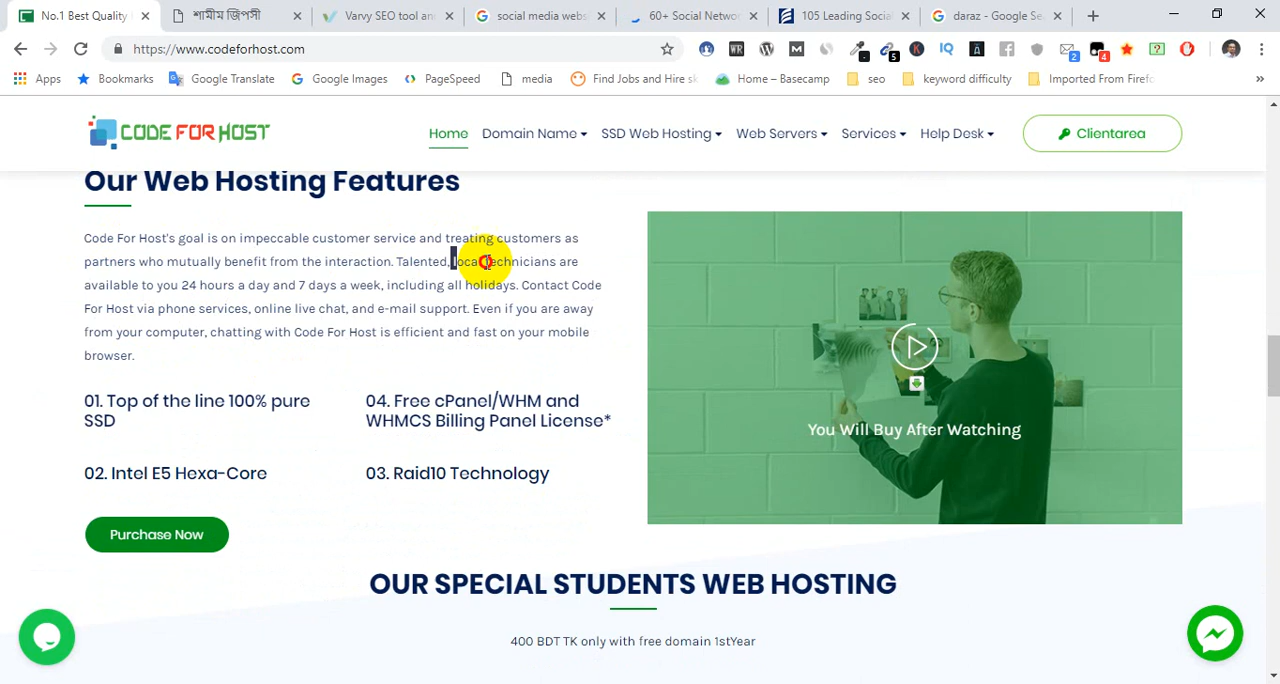 No.1 Best Quality
শামীম জিপসী
Varvy SEO tool and
social media webs
60+ Social Networ
105 Leading Social
daraz - Google Se
https://www.codeforhost.com
Apps
Bookmarks
Google Translate
Google Images
PageSpeed
media
Find Jobs and Hire sk
Home – Basecamp
seo
keyword difficulty
Imported From Firefo
CODE FOR HOST
Home
Domain Name
SSD Web Hosting
Web Servers
Services
Help Desk
Clientarea
Our Web Hosting Features
Code For Host's goal is on impeccable customer service and treating customers as
partners who mutually benefit from the interaction. Talented, local technicians are
available to you 24 hours a day and 7 days a week, including all holidays. Contact Code
For Host via phone services, online live chat, and e-mail support. Even if you are away
from your computer, chatting with Code For Host is efficient and fast on your mobile
browser.
01. Top of the line 100% pure
SSD
04. Free cPanel/WHM and
WHMCS Billing Panel License*
02. Intel E5 Hexa-Core
03. Raid10 Technology
Purchase Now
You Will Buy After Watching
OUR SPECIAL STUDENTS WEB HOSTING
400 BDT TK only with free domain 1stYear